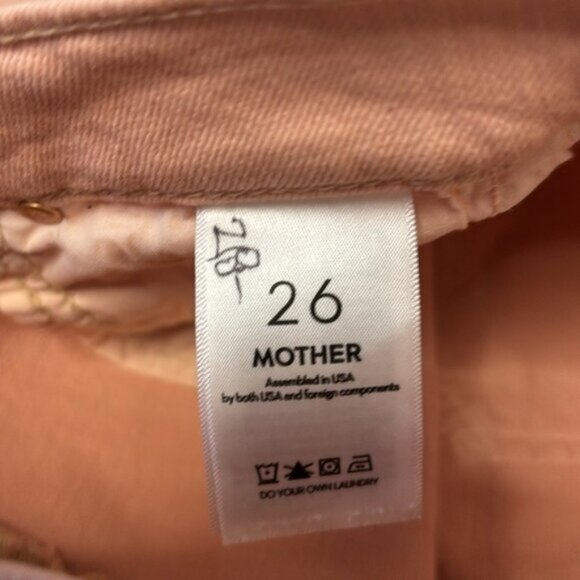 26
MOTHER
Assembled in USA
by both USA and foreign components
DO YOUR OWN LAUNDRY